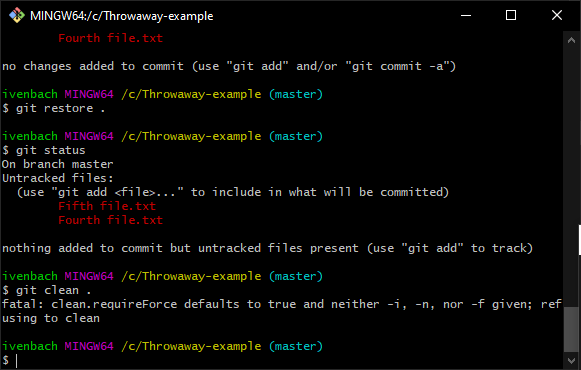 MINGW64:/c/Throwaway-example
Fourth file.txt
no changes added to commit (use "git add" and/or "git commit -a")
ivenbach MINGW64 /c/Throwaway-example (master)
$ git restore .
ivenbach MINGW64 /c/Throwaway-example (master)
$ git status
On branch master
Untracked files:
  (use "git add <file>..." to include in what will be committed)
        Fifth file.txt
        Fourth file.txt
nothing added to commit but untracked files present (use "git add" to track)
ivenbach MINGW64 /c/Throwaway-example (master)
$ git clean .
fatal: clean.requireForce defaults to true and neither -i, -n, nor -f given; ref
using to clean
ivenbach MINGW64 /c/Throwaway-example (master)
$